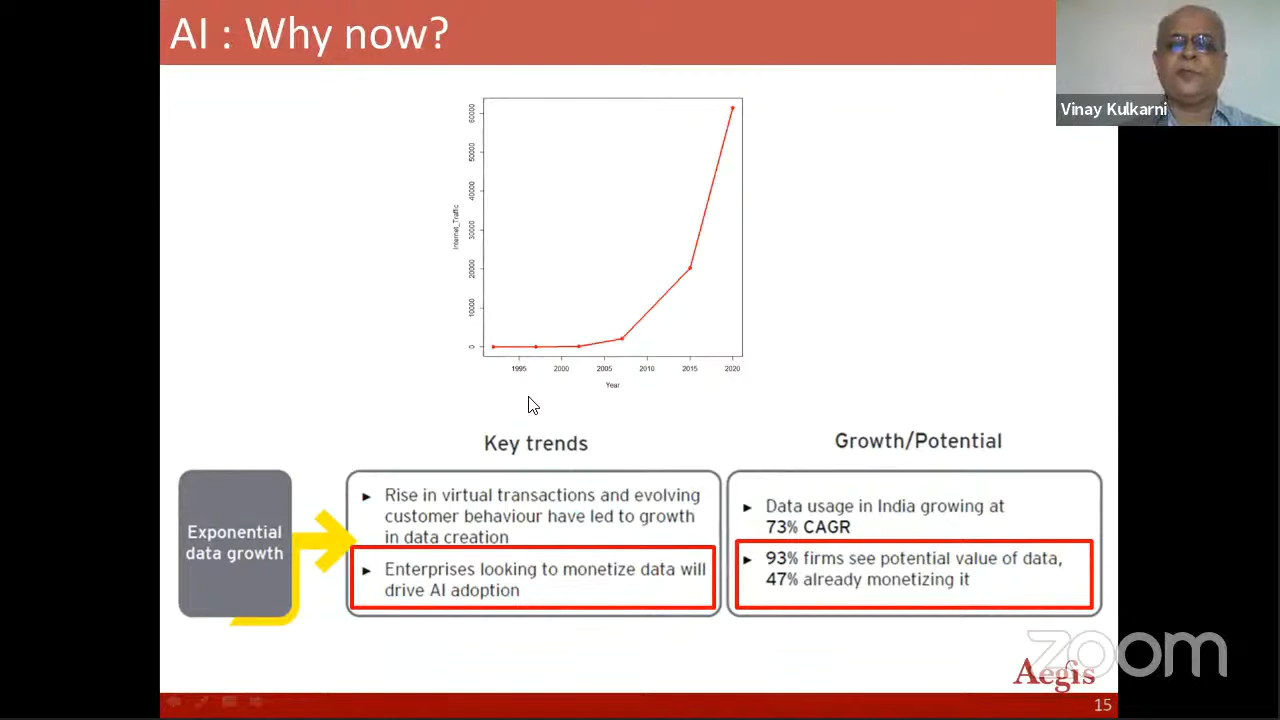 AI : Why now?
Vinay Kulkarni
60000
50000
40000
30000
20000
10000
0
Internet_Traffic
1995 2000 2005 2010 2015 2020
Year
Key trends
Growth/Potential
Exponential
data growth
► Rise in virtual transactions and evolving
customer behaviour have led to growth
in data creation
► Enterprises looking to monetize data will
drive AI adoption
► Data usage in India growing at
73% CAGR
► 93% firms see potential value of data,
47% already monetizing it
zoom
Aegis
15